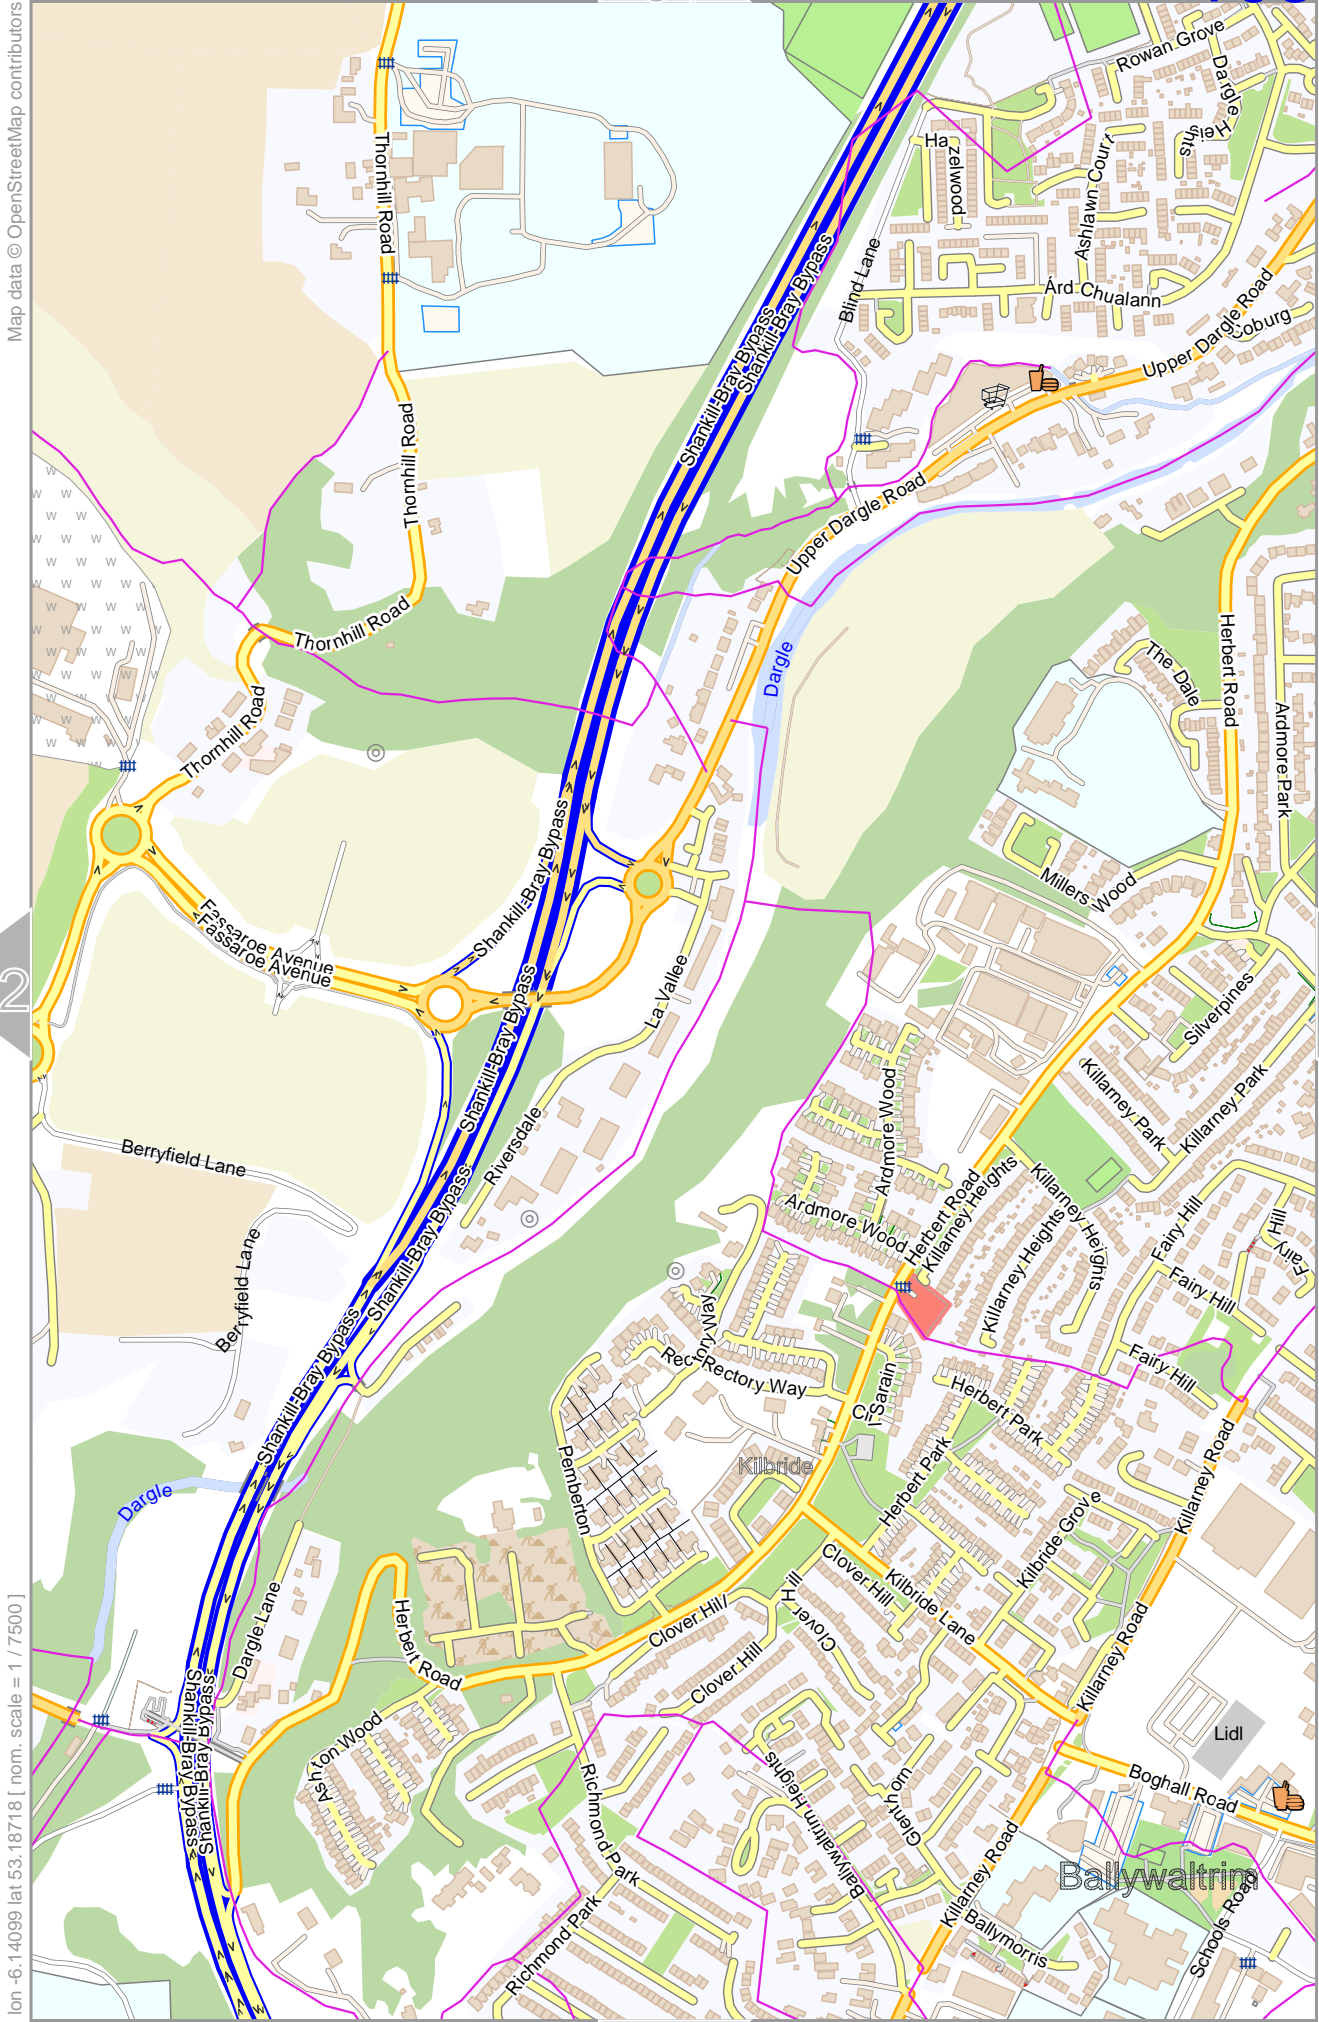 Map data © OpenStreetMap contributors
lon -6.14099 lat 53.18718 [ nom. scale = 1 / 7500 ]
2
Rowan Grove
Dargle
Heights
Thornhill Road
Hazelwood
Ashlawn Court
Blind Lane
Árd Chualann
Shankill-Bray Bypass
Shankill-Bray Bypass
Upper Dargle Road
Coburg
Thornhill Road
Upper Dargle Road
Thornhill Road
Dargle
The Dale
Herbert Road
Ardmore Park
Thornhill Road
Millers Wood
Shankill-Bray Bypass
Fassaroe Avenue
Fassaroe Avenue
La Vallee
Silverpines
Shankill-Bray Bypass
Killarney Park
Killarney Park
Ardmore Wood
Berryfield Lane
Riversdale
Ardmore Wood
Herbert Road
Killarney Heights
Killarney Heights
Killarney Heights
Fairy Hill
Fairy Hill
Fairy Hill
Berryfield Lane
Shankill-Bray Bypass
Shankill-Bray Bypass
Rectory Way
Rectory Way
Cil Sarain
Fairy Hill
Herbert Park
Herbert Park
Killarney Road
Pemberton
Kilbride
Dargle
Kilbride Grove
Clover Hill
Kilbride Lane
Clover Hill
Clover Hill
Clover Hill
Dargle Lane
Herbert Road
Killarney Road
Shankill-Bray Bypass
Shankill-Bray Bypass
Ashton Wood
Lidl
Boghall Road
Richmond Park
Ballywaltrim Heights
Glenthorn
Killarney Road
Ballywaltrim
Richmond Park
Ballymorris
Schools Road